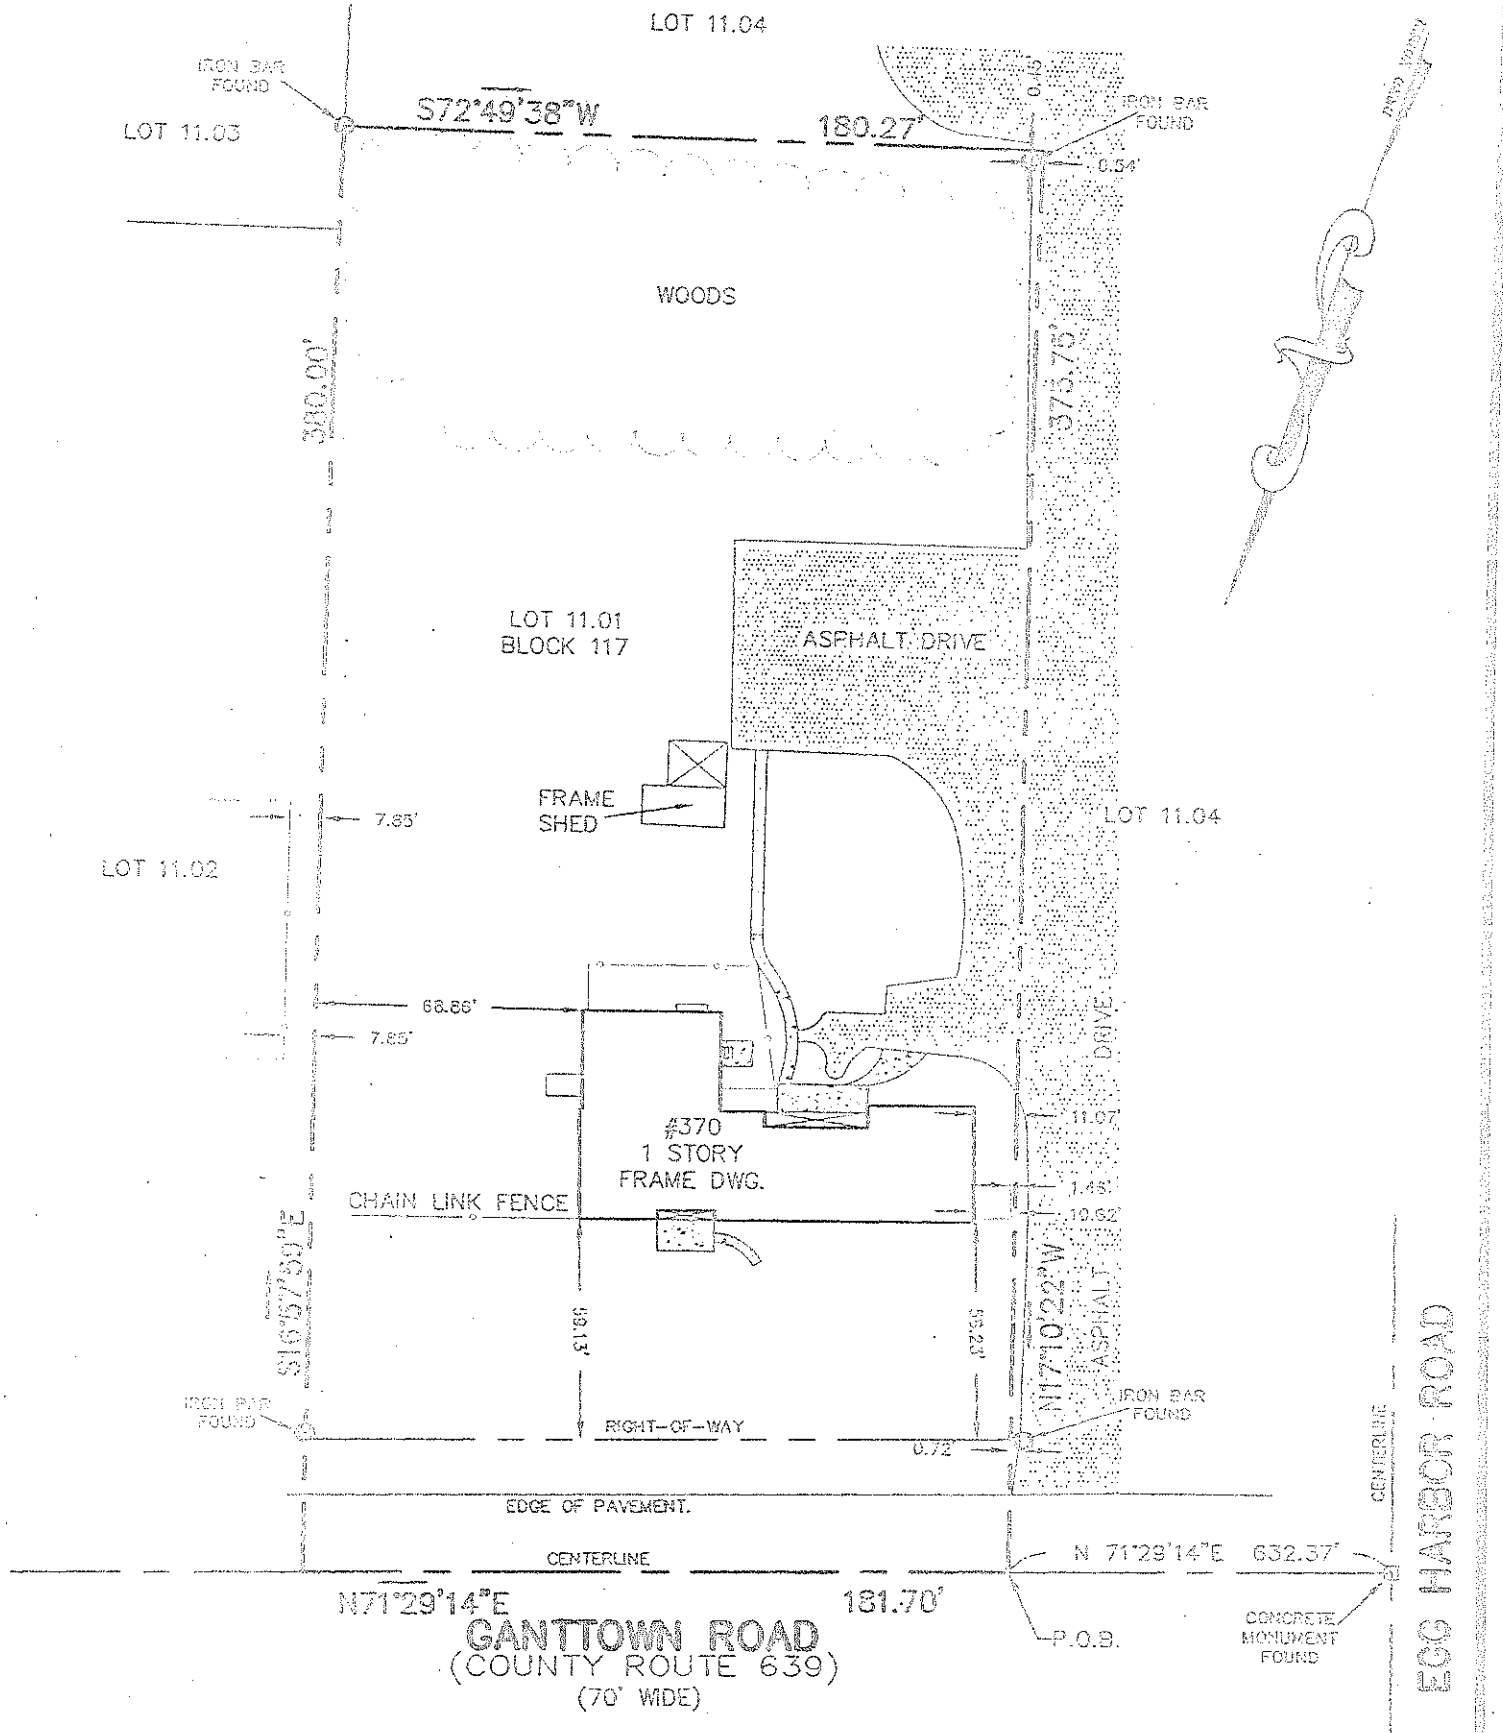 LOT 11.04
IRON BAR
FOUND
S72°49'38"W
180.27'
0.45'
IRON BAR
FOUND
LOT 11.03
0.54'
WOODS
380.00'
375.75'
LOT 11.01
BLOCK 117
ASPHALT DRIVE
FRAME
SHED
7.85'
LOT 11.04
LOT 11.02
68.86'
7.85'
DRIVE
11.07'
#370
1 STORY
FRAME DWG.
1.46'
10.62'
CHAIN LINK FENCE
S16°57'50"E
59.13'
59.23'
N17°10'22"W
ASPHALT
IRON BAR
FOUND
RIGHT-OF-WAY
0.72'
IRON BAR
FOUND
EDGE OF PAVEMENT.
CENTERLINE
CENTERLINE
N 71°29'14"E 632.37'
N71°29'14"E
181.70'
GANTTOWN ROAD
(COUNTY ROUTE 639)
(70' WIDE)
P.O.B.
CONCRETE
MONUMENT
FOUND
EGG HARBOR ROAD